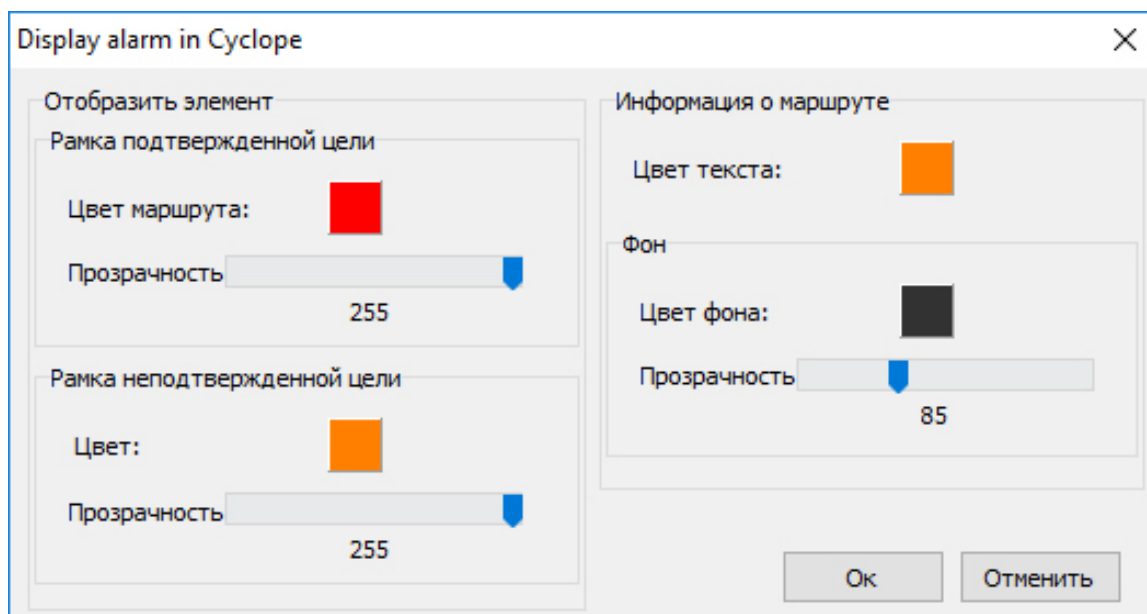 Display alarm in Cyclope
Отобразить элемент
Рамка подтвержденной цели
Цвет маршрута:
Прозрачность
255
Рамка неподтвержденной цели
Цвет:
Прозрачность
255
Информация о маршруте
Цвет текста:
Фон
Цвет фона:
Прозрачность
85
Ок
Отменить